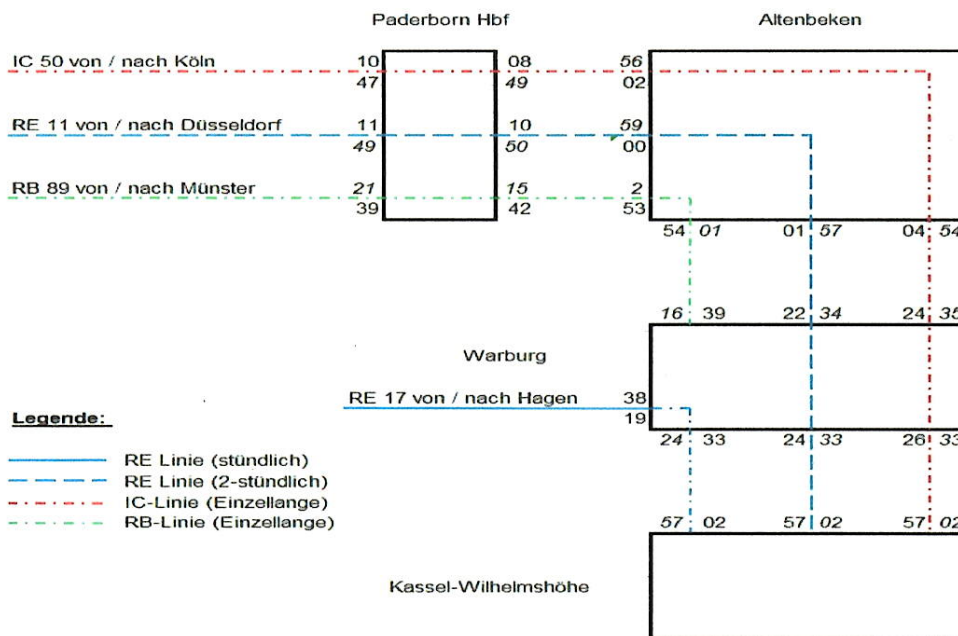 Paderborn Hbf Altenbeken
IC 50 von / nach Köln 10 08 56
47 49 02
RE 11 von / nach Düsseldorf 11 10 59
49 50 00
RB 89 von / nach Münster 21 15 2
39 42 53
54 01 01 57 04 54
16 39 22 34 24 35
Warburg
RE 17 von / nach Hagen 38
19
24 33 24 33 26 33
Legende:
RE Linie (stündlich)
RE Linie (2-stündlich)
IC-Linie (Einzellange)
RB-Linie (Einzellange)
57 02 57 02 57 02
Kassel-Wilhelmshöhe